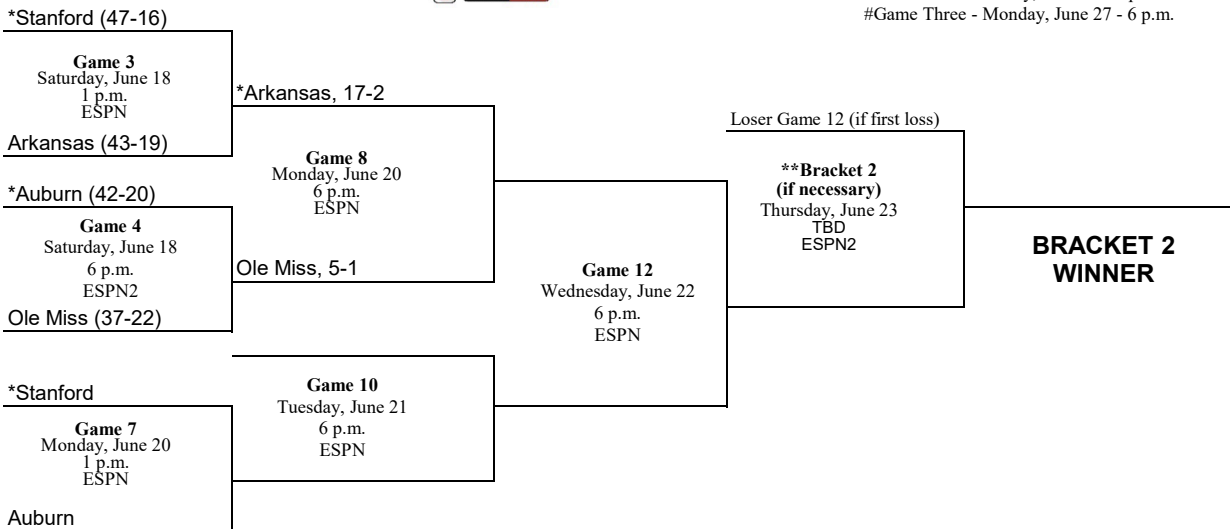 #Game Three - Monday, June 27 - 6 p.m.
*Stanford (47-16)
Game 3
Saturday, June 18
1 p.m.
ESPN
Arkansas (43-19)
*Auburn (42-20)
Game 4
Saturday, June 18
6 p.m.
ESPN2
Ole Miss (37-22)
*Stanford
Game 7
Monday, June 20
1 p.m.
ESPN
Auburn
*Arkansas, 17-2
Game 8
Monday, June 20
6 p.m.
ESPN
Ole Miss, 5-1
Game 10
Tuesday, June 21
6 p.m.
ESPN
Game 12
Wednesday, June 22
6 p.m.
ESPN
Loser Game 12 (if first loss)
**Bracket 2
(if necessary)
Thursday, June 23
TBD
ESPN2
BRACKET 2
WINNER